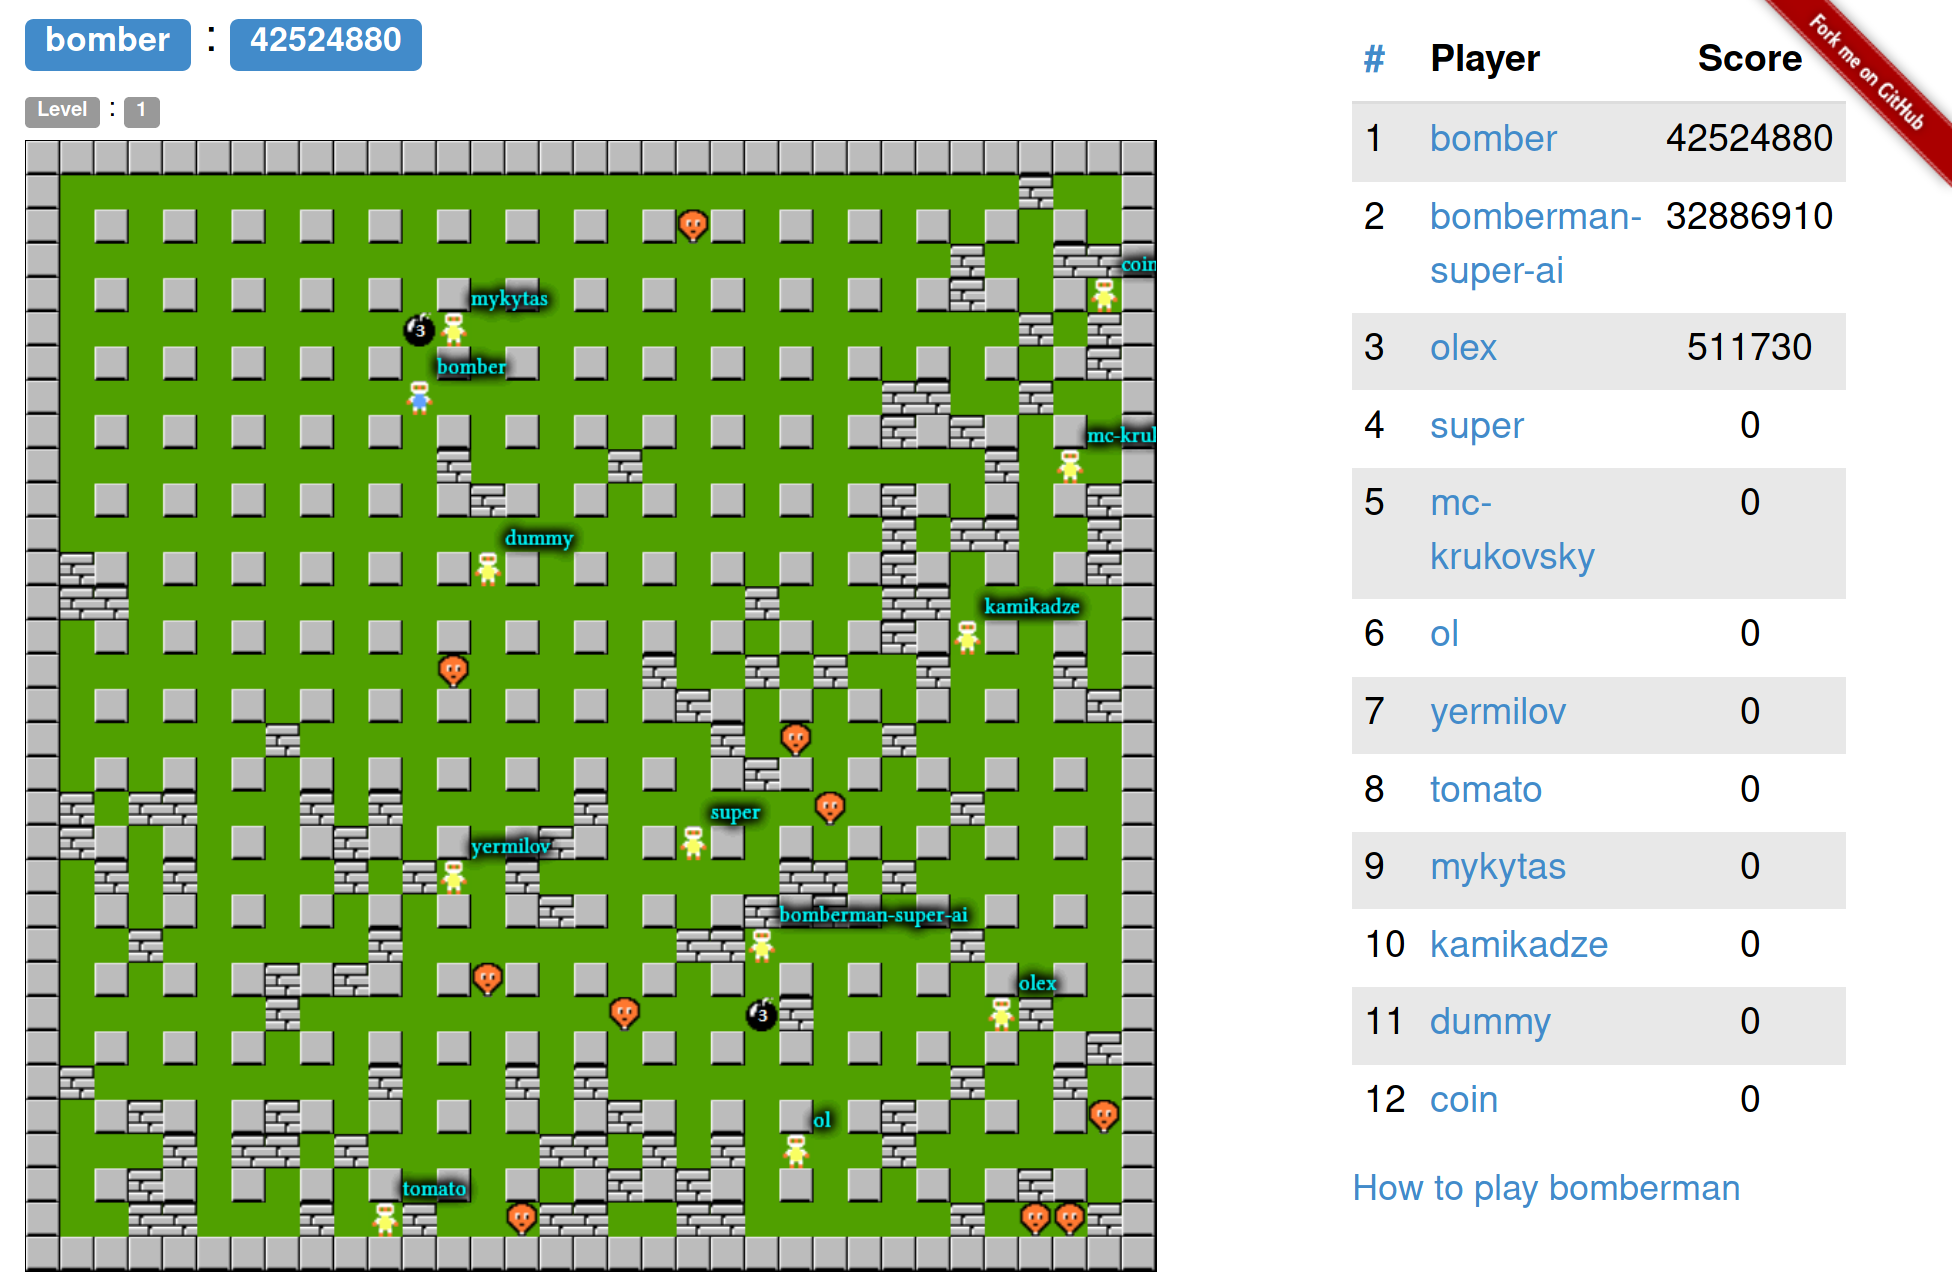 bomber : 42524880
Level : 1
coin
mykytas
3
bomber
mc-kruk
dummy
kamikadze
super
yermilov
bomberman-super-ai
olex
3
ol
tomato
# Player Score
1 bomber 42524880
2 bomberman- 32886910
super-ai
3 olex 511730
4 super 0
5 mc- 0
krukovsky
6 ol 0
7 yermilov 0
8 tomato 0
9 mykytas 0
10 kamikadze 0
11 dummy 0
12 coin 0
How to play bomberman
Fork me on GitHub